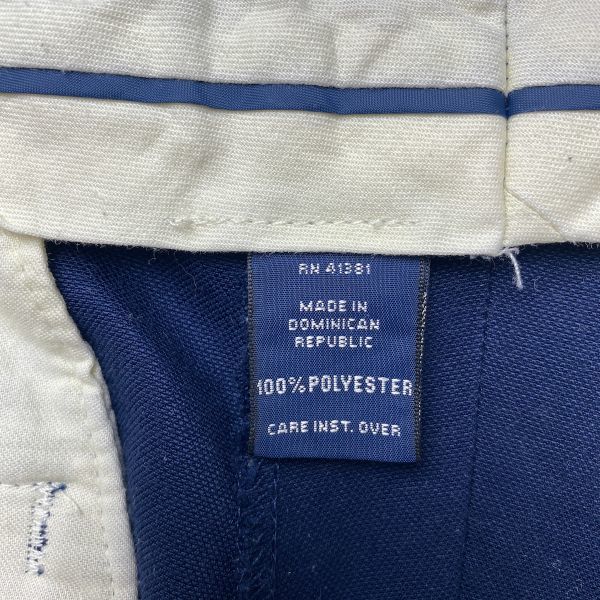 RN 41381
MADE IN
DOMINICAN
REPUBLIC
100% POLYESTER
CARE INST. OVER